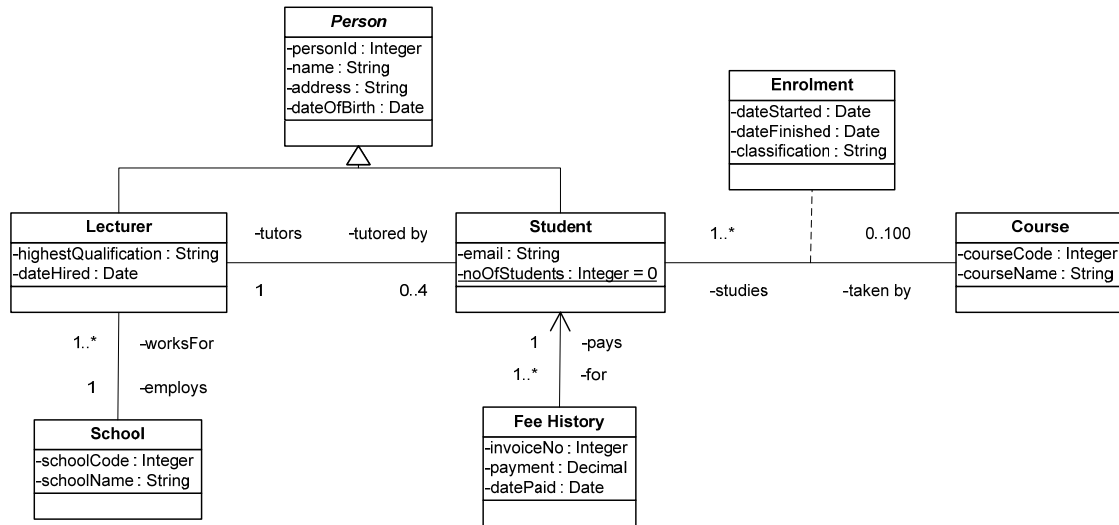 Person
-personId : Integer
-name : String
-address : String
-dateOfBirth : Date
Enrolment
-dateStarted : Date
-dateFinished : Date
-classification : String
Lecturer
-highestQualification : String
-dateHired : Date
-tutors
-tutored by
1
0..4
Student
-email : String
-noOfStudents : Integer = 0
1..*
0..100
-studies
-taken by
Course
-courseCode : Integer
-courseName : String
1..*
-worksFor
1
-employs
1
-pays
1..*
-for
School
-schoolCode : Integer
-schoolName : String
Fee History
-invoiceNo : Integer
-payment : Decimal
-datePaid : Date